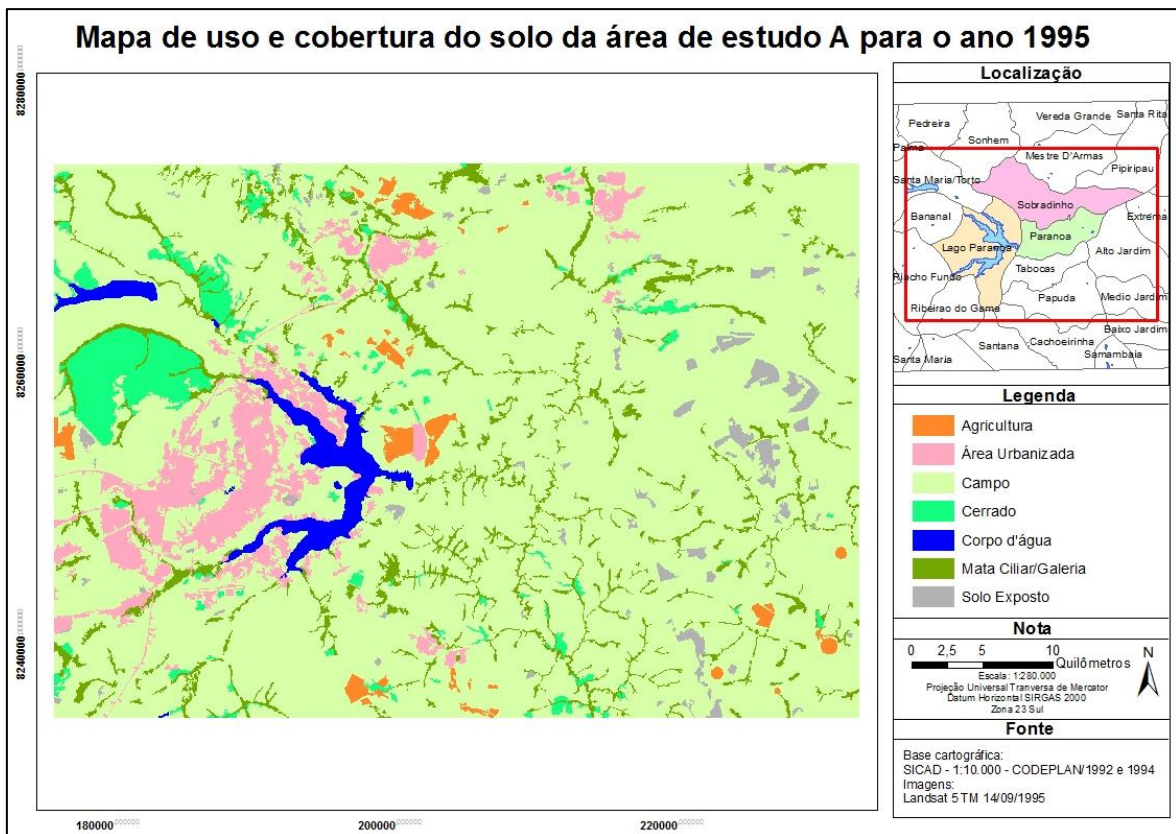 Mapa de uso e cobertura do solo da área de estudo A para o ano 1995
8280000
8260000
8240000
180000
200000
220000
Localização
Pedreira
Sonhem
Vereda Grande
Santa Rita
Palma
Mestre D'Armas
Pipiripau
Santa Maria/Torto
Sobradinho
Bananal
Extrema
Paranoa
Lago Paranoa
Alto Jardim
Tabocas
Riacho Fundo
Papuda
Medio Jardim
Ribeirao do Gama
Baixo Jardim
Cachoeirinha
Santana
Santa Maria
Samambaia
Legenda
Agricultura
Área Urbanizada
Campo
Cerrado
Corpo d'água
Mata Ciliar/Galeria
Solo Exposto
Nota
0 2,5 5 10
Quilômetros
N
Escala: 1:280.000
Projeção Universal Tranversa de Mercator
Datum Horizontal SIRGAS 2000
Zona 23 Sul
Fonte
Base cartográfica:
SICAD - 1:10.000 - CODEPLAN/1992 e 1994
Imagens:
Landsat 5 TM 14/09/1995